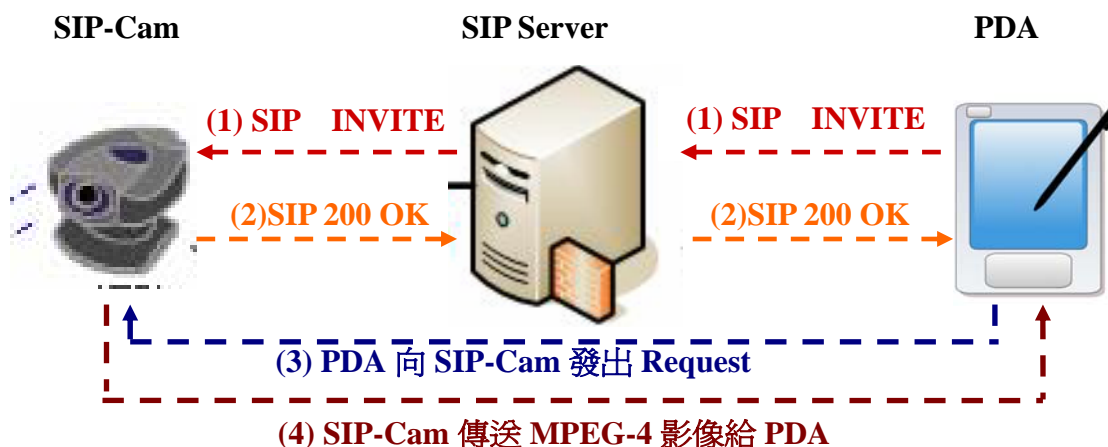 SIP-Cam
SIP Server
PDA
(1) SIP INVITE
(1) SIP INVITE
(2)SIP 200 OK
(2)SIP 200 OK
(3) PDA 向 SIP-Cam 發出 Request
(4) SIP-Cam 傳送 MPEG-4 影像給 PDA